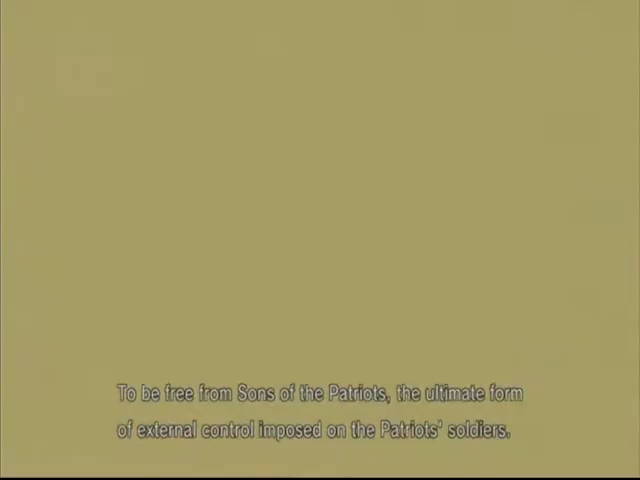 To be free from Sons of the Patriots, the ultimate form
of external control imposed on the Patriots' soldiers.